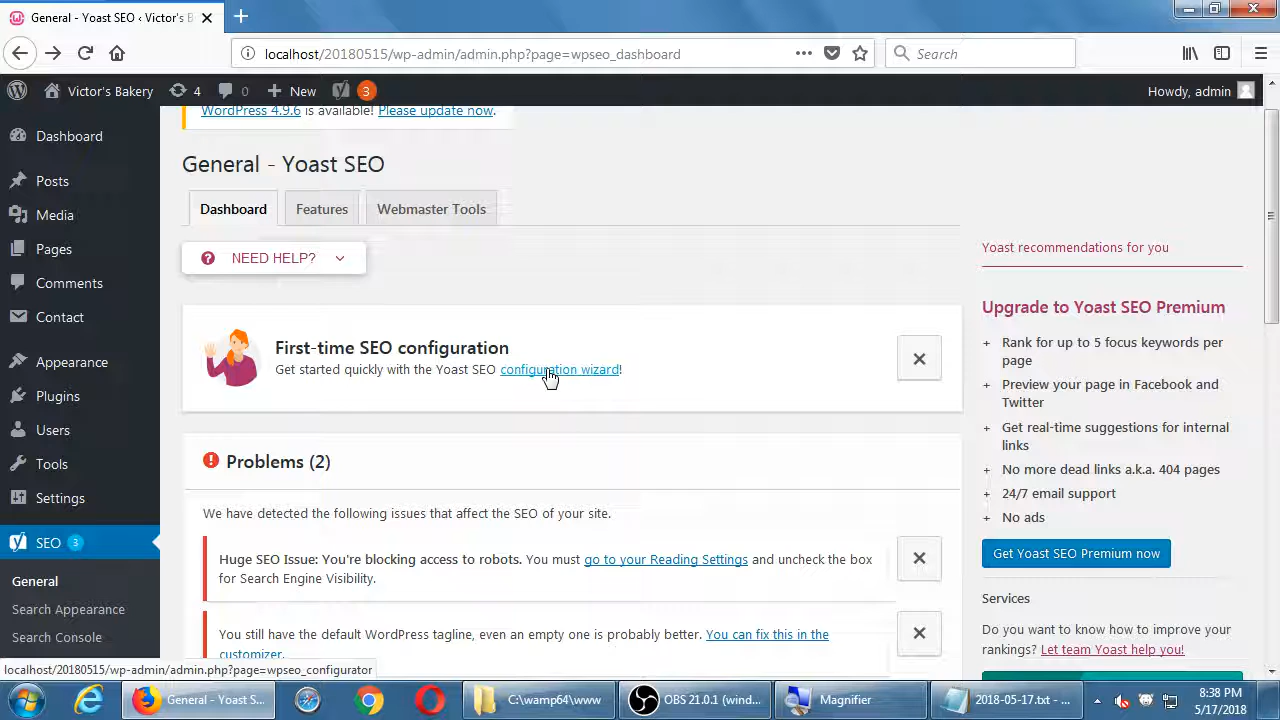 General - Yoast SEO ‹ Victor's B
localhost/20180515/wp-admin/admin.php?page=wpseo_dashboard
Search
Victor's Bakery
4
0
New
3
Howdy, admin
WordPress 4.9.6 is available! Please update now.
Dashboard
Posts
Media
Pages
Comments
Contact
Appearance
Plugins
Users
Tools
Settings
SEO 3
General
Search Appearance
Search Console
General - Yoast SEO
Dashboard
Features
Webmaster Tools
NEED HELP?
First-time SEO configuration
Get started quickly with the Yoast SEO configuration wizard!
Problems (2)
We have detected the following issues that affect the SEO of your site.
Huge SEO Issue: You're blocking access to robots. You must go to your Reading Settings and uncheck the box
for Search Engine Visibility.
You still have the default WordPress tagline, even an empty one is probably better. You can fix this in the
customizer.
Yoast recommendations for you
Upgrade to Yoast SEO Premium
+ Rank for up to 5 focus keywords per
page
+ Preview your page in Facebook and
Twitter
+ Get real-time suggestions for internal
links
+ No more dead links a.k.a. 404 pages
+ 24/7 email support
+ No ads
Get Yoast SEO Premium now
Services
Do you want to know how to improve your
rankings? Let team Yoast help you!
localhost/20180515/wp-admin/admin.php?page=wpseo_configurator
General - Yoast S...
C:\wamp64\www
OBS 21.0.1 (wind...
Magnifier
2018-05-17.txt - ...
8:38 PM
5/17/2018